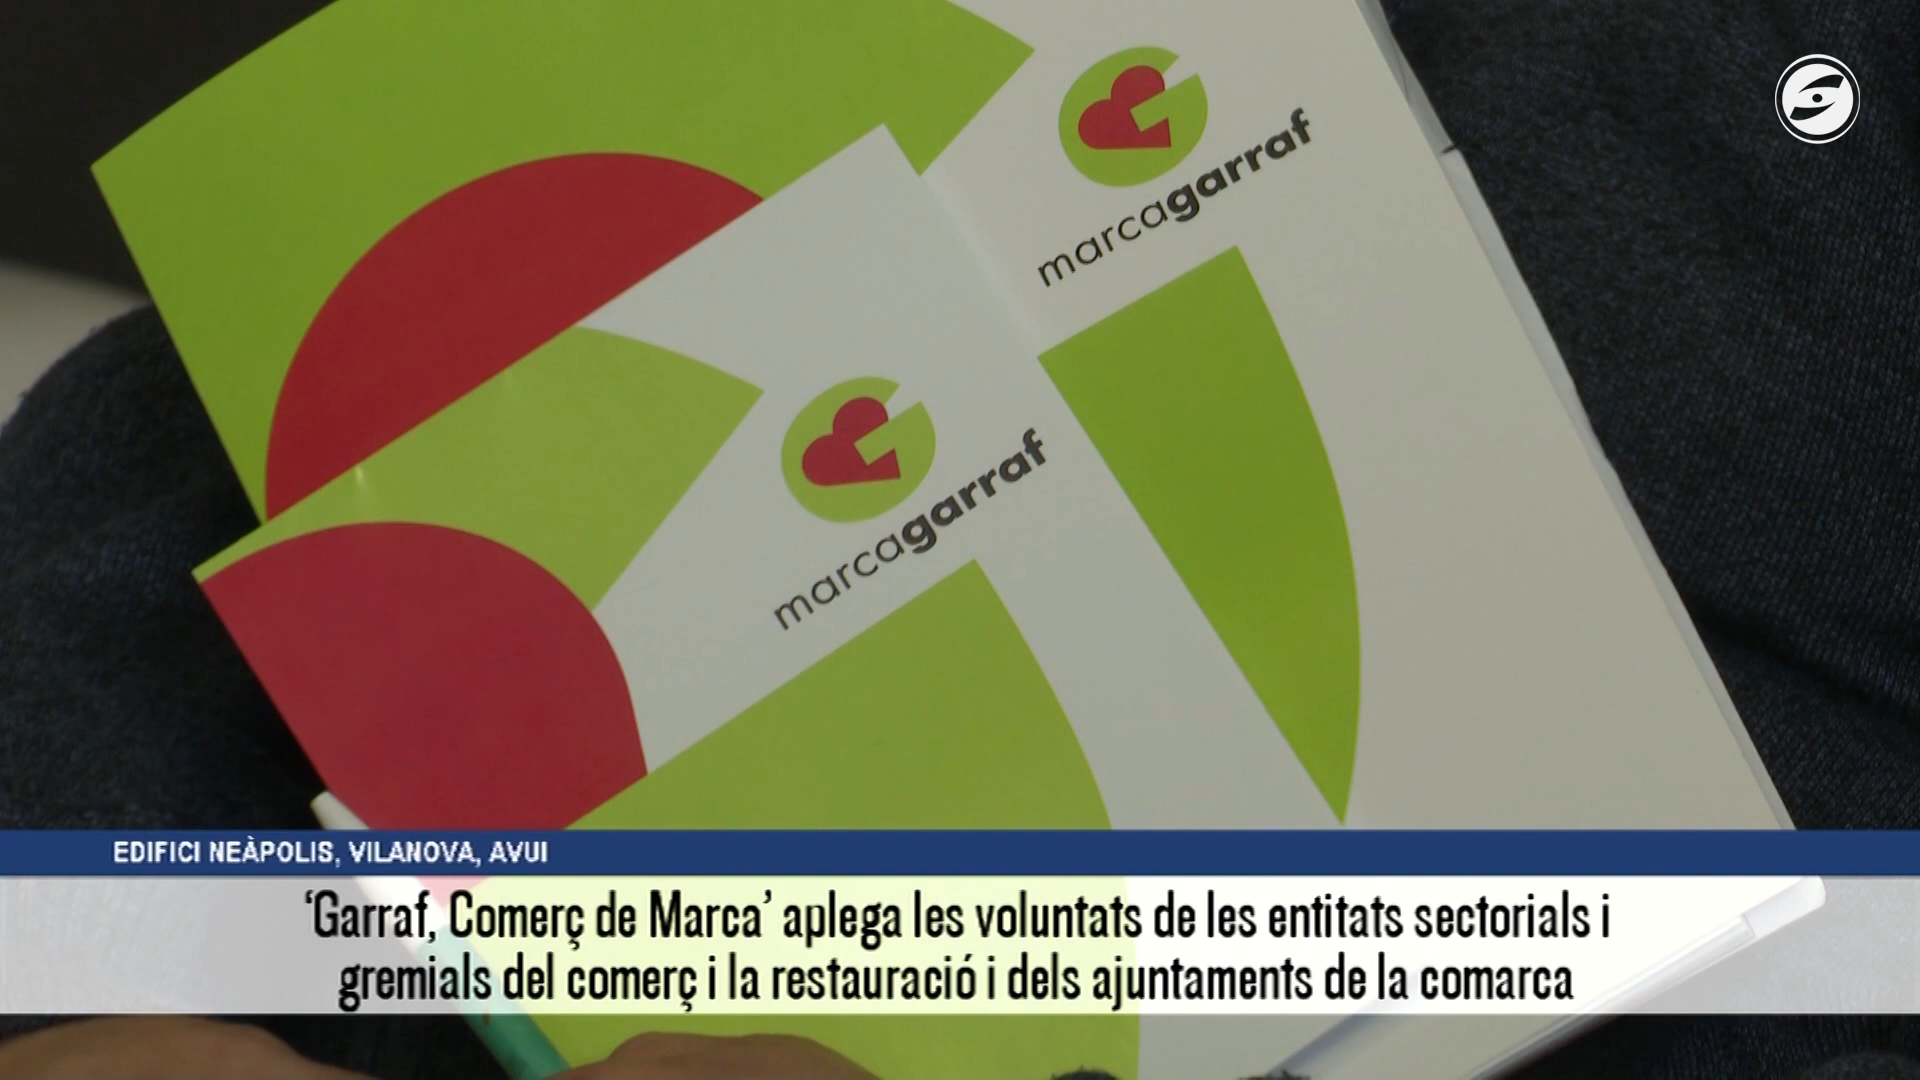 marcagarraf
marcagarraf
EDIFICI NEÀPOLIS, VILANOVA, AVUI
‘Garraf, Comerç de Marca’ aplega les voluntats de les entitats sectorials i
gremials del comerç i la restauració i dels ajuntaments de la comarca